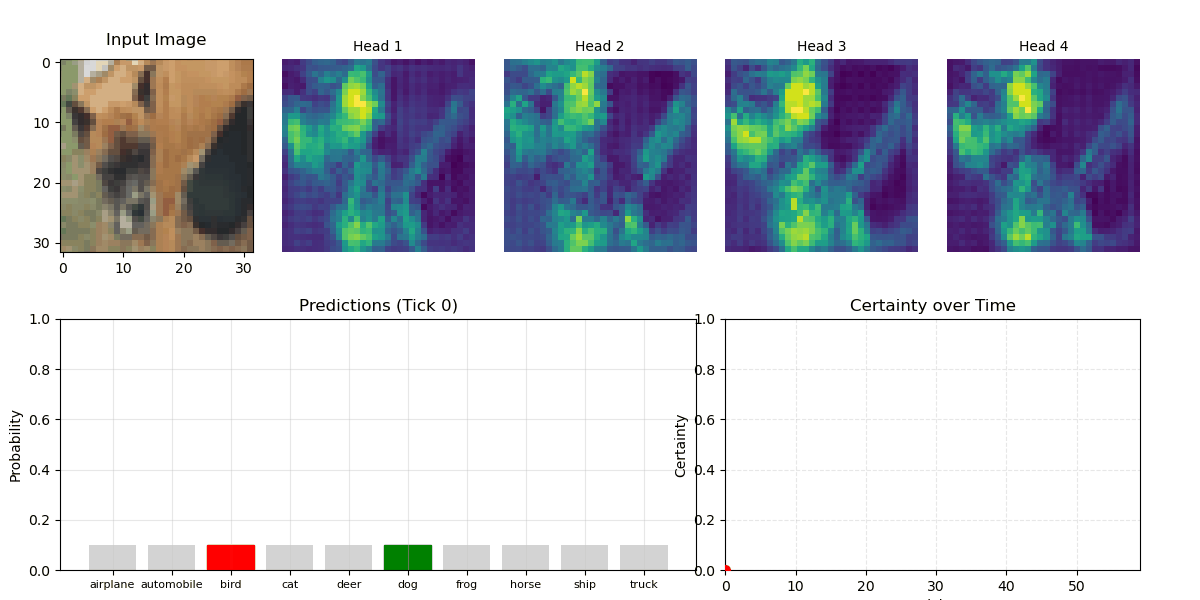 Input Image
Head 1
Head 2
Head 3
Head 4
0
10
20
30
0
10
20
30
Predictions (Tick 0)
Probability
1.0
0.8
0.6
0.4
0.2
0.0
airplane
automobile
bird
cat
deer
dog
frog
horse
ship
truck
Certainty over Time
Certainty
1.0
0.8
0.6
0.4
0.2
0.0
0
10
20
30
40
50